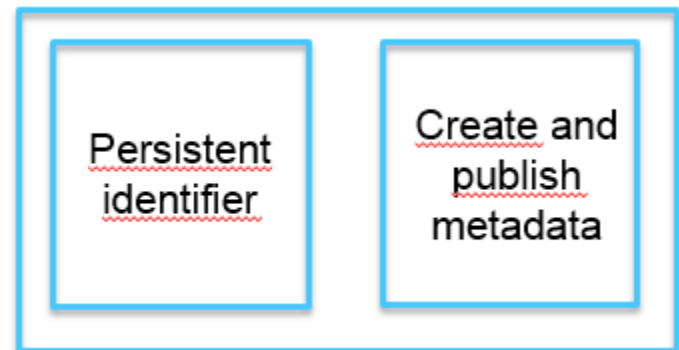 Persistent
identifier
Create and
publish
metadata